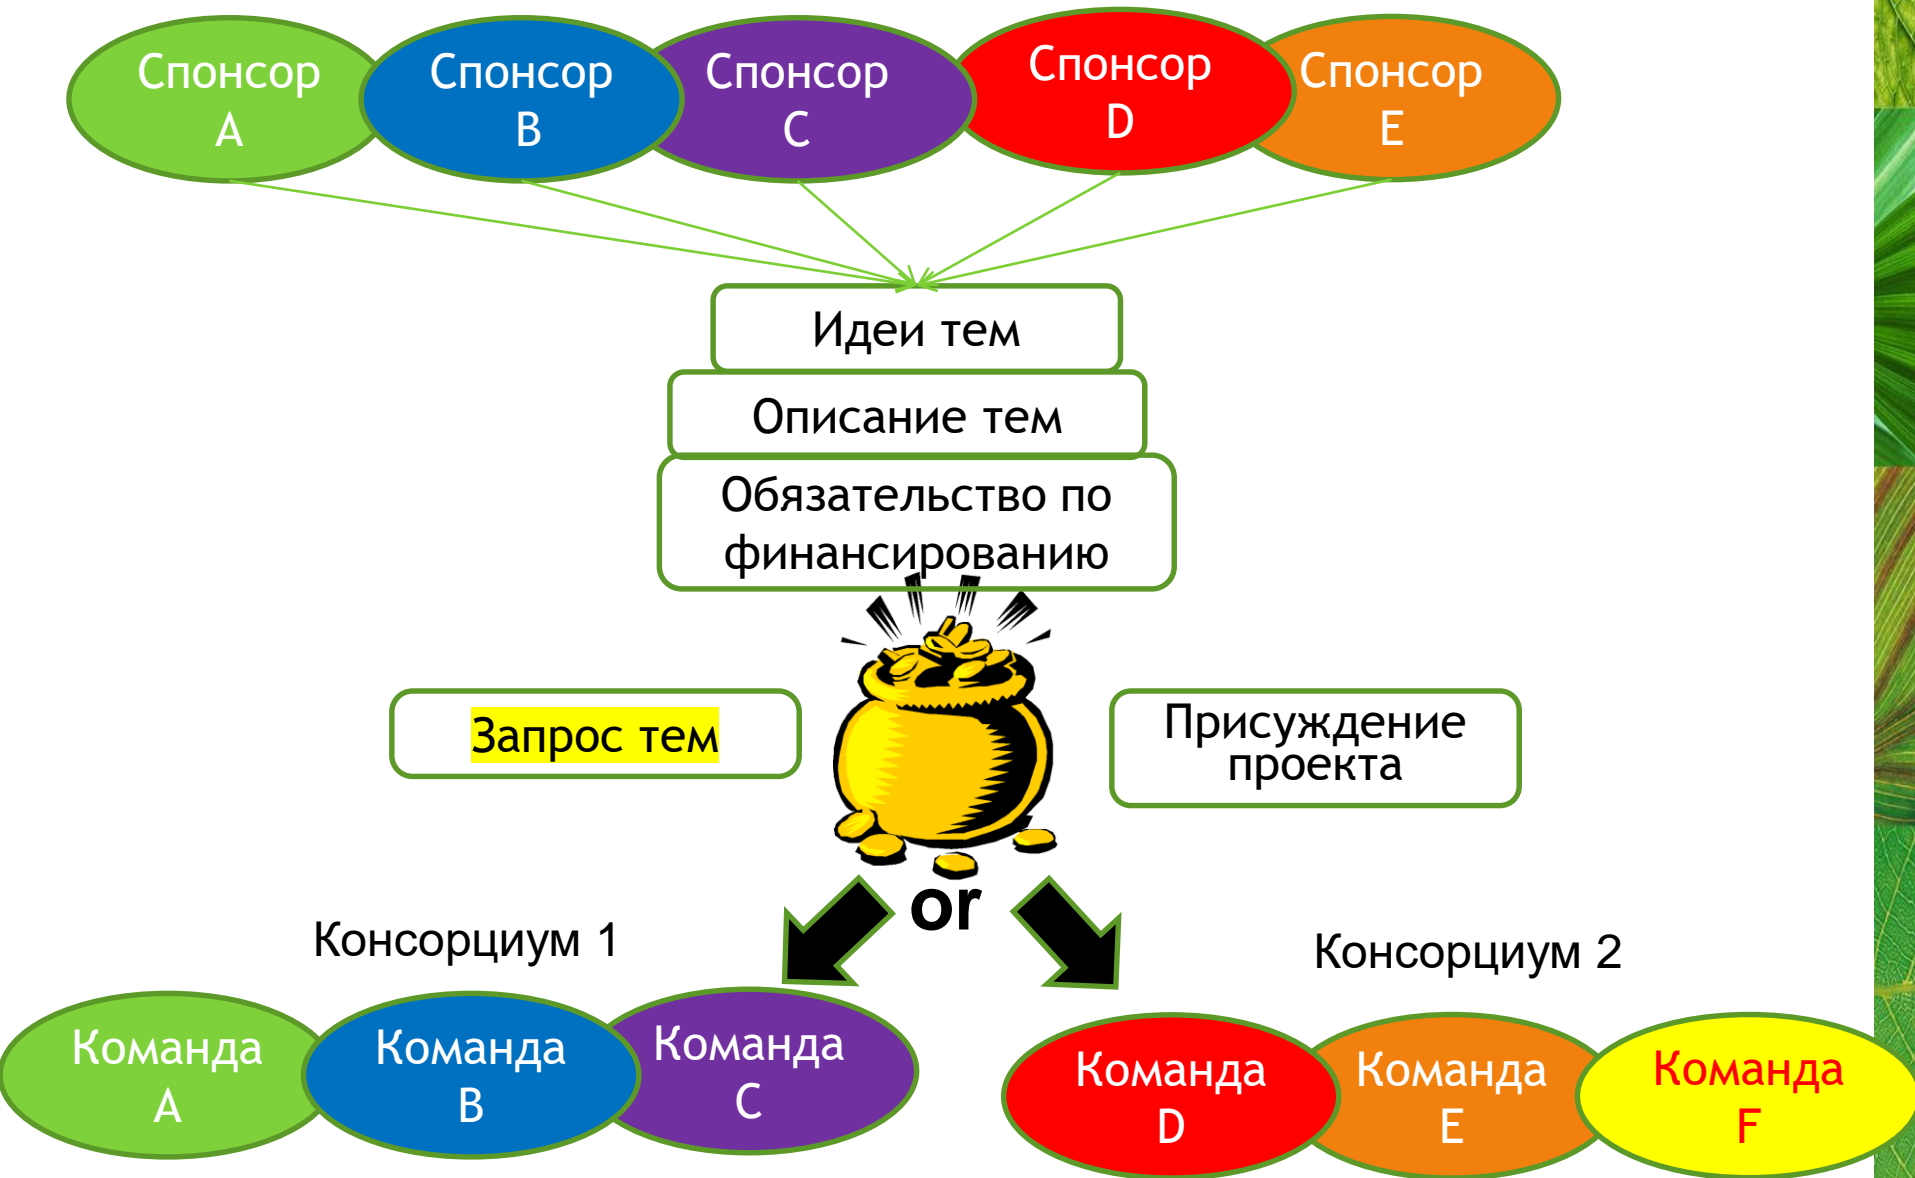 Спонсор
A
Спонсор
B
Спонсор
C
Спонсор
D
Спонсор
E
Идеи тем
Описание тем
Обязательство по
финансированию
Запрос тем
Присуждение
проекта
or
Консорциум 1
Консорциум 2
Команда
A
Команда
B
Команда
C
Команда
D
Команда
E
Команда
F